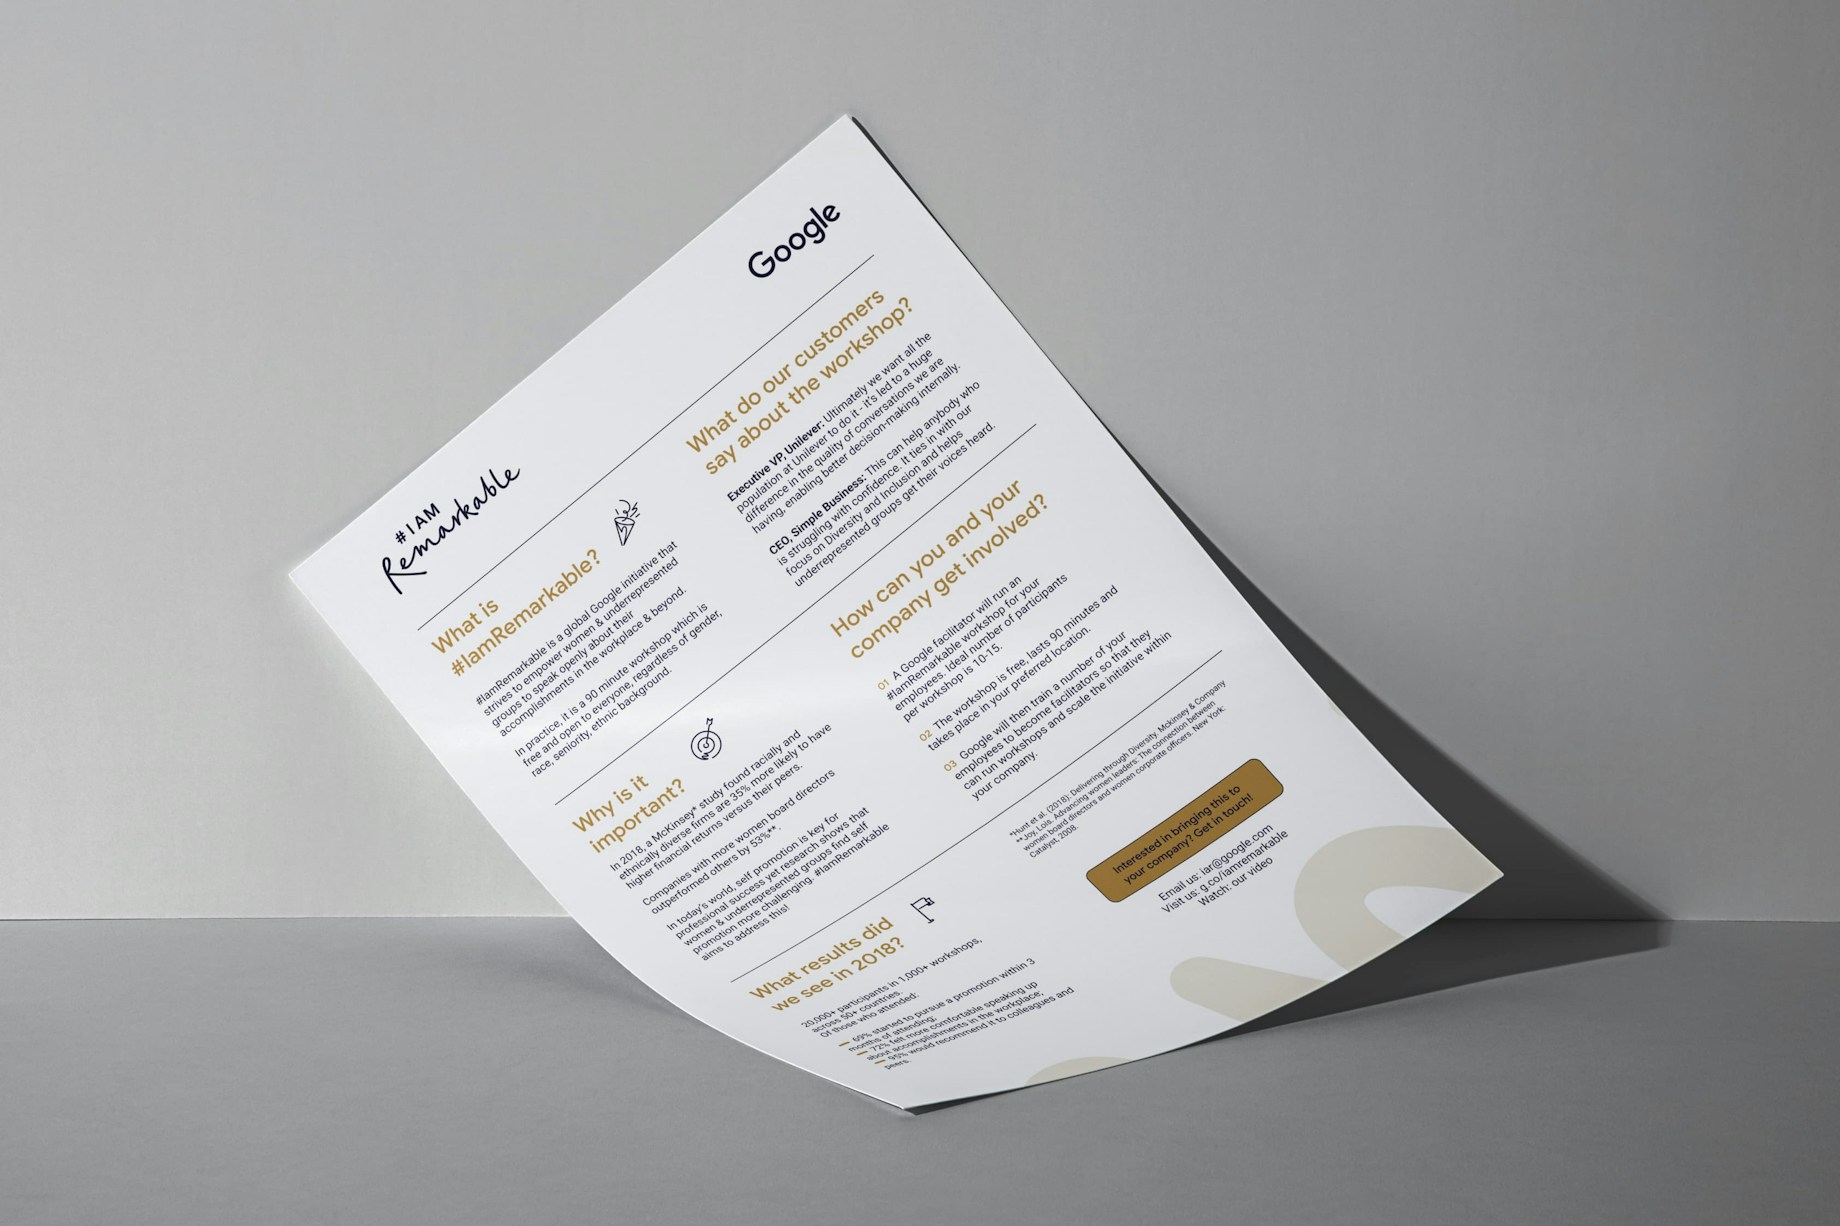 #I AM
Remarkable
Google
What is
#IamRemarkable?
#IamRemarkable is a global Google initiative that
strives to empower women & underrepresented
groups to speak openly about their
accomplishments in the workplace & beyond.
In practice, it is a 90 minute workshop which is
free and open to everyone, regardless of gender,
race, seniority, ethnic background.
Why is it
important?
In 2018, a McKinsey* study found racially and
ethnically diverse firms are 35% more likely to have
higher financial returns versus their peers.
Companies with more women board directors
outperformed others by 53%**.
In today's world, self promotion is key for
professional success yet research shows that
women & underrepresented groups find self
promotion more challenging. #IamRemarkable
aims to address this!
What results did
we see in 2018?
20,000+ participants in 1,000+ workshops,
across 50+ countries.
Of those who attended:
— 69% started to pursue a promotion within 3
months of attending;
— 72% felt more comfortable speaking up
about accomplishments in the workplace;
— 95% would recommend it to colleagues and
peers.
What do our customers
say about the workshop?
Executive VP, Unilever: Ultimately we want all the
population at Unilever to do it - it's led to a huge
difference in the quality of conversations we are
having, enabling better decision-making internally.
CEO, Simple Business: This can help anybody who
is struggling with confidence. It ties in with our
focus on Diversity and Inclusion and helps
underrepresented groups get their voices heard.
How can you and your
company get involved?
01 A Google facilitator will run an
#IamRemarkable workshop for your
employees. Ideal number of participants
per workshop is 10-15.
02 The workshop is free, lasts 90 minutes and
takes place in your preferred location.
03 Google will then train a number of your
employees to become facilitators so that they
can run workshops and scale the initiative within
your company.
*Hunt et al. (2018): Delivering through Diversity. Mckinsey & Company
**Joy, Lois. Advancing women leaders: The connection between
women board directors and women corporate officers. New York:
Catalyst, 2008.
Interested in bringing this to
your company? Get in touch!
Email us: iar@google.com
Visit us: g.co/iamremarkable
Watch: our video